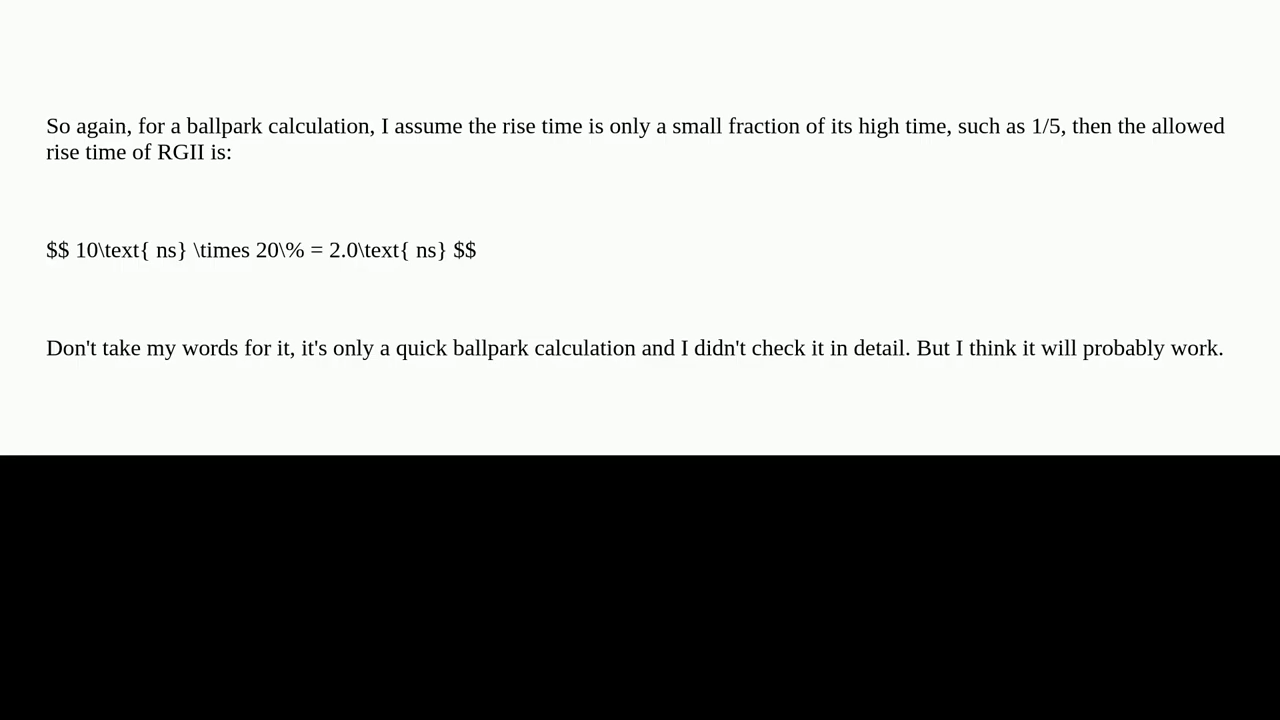 So again, for a ballpark calculation, I assume the rise time is only a small fraction of its high time, such as 1/5, then the allowed
rise time of RGII is:
$$ 10\text{ ns} \times 20\% = 2.0\text{ ns} $$
Don't take my words for it, it's only a quick ballpark calculation and I didn't check it in detail. But I think it will probably work.